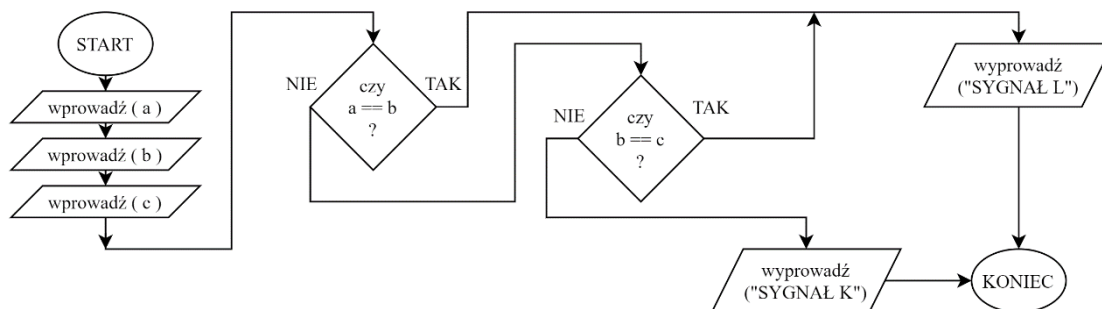 START
wprowadź ( a )
wprowadź ( b )
wprowadź ( c )
NIE
TAK
czy
a == b
?
NIE
TAK
czy
b == c
?
wyprowadź
("SYGNAŁ L")
wyprowadź
("SYGNAŁ K")
KONIEC